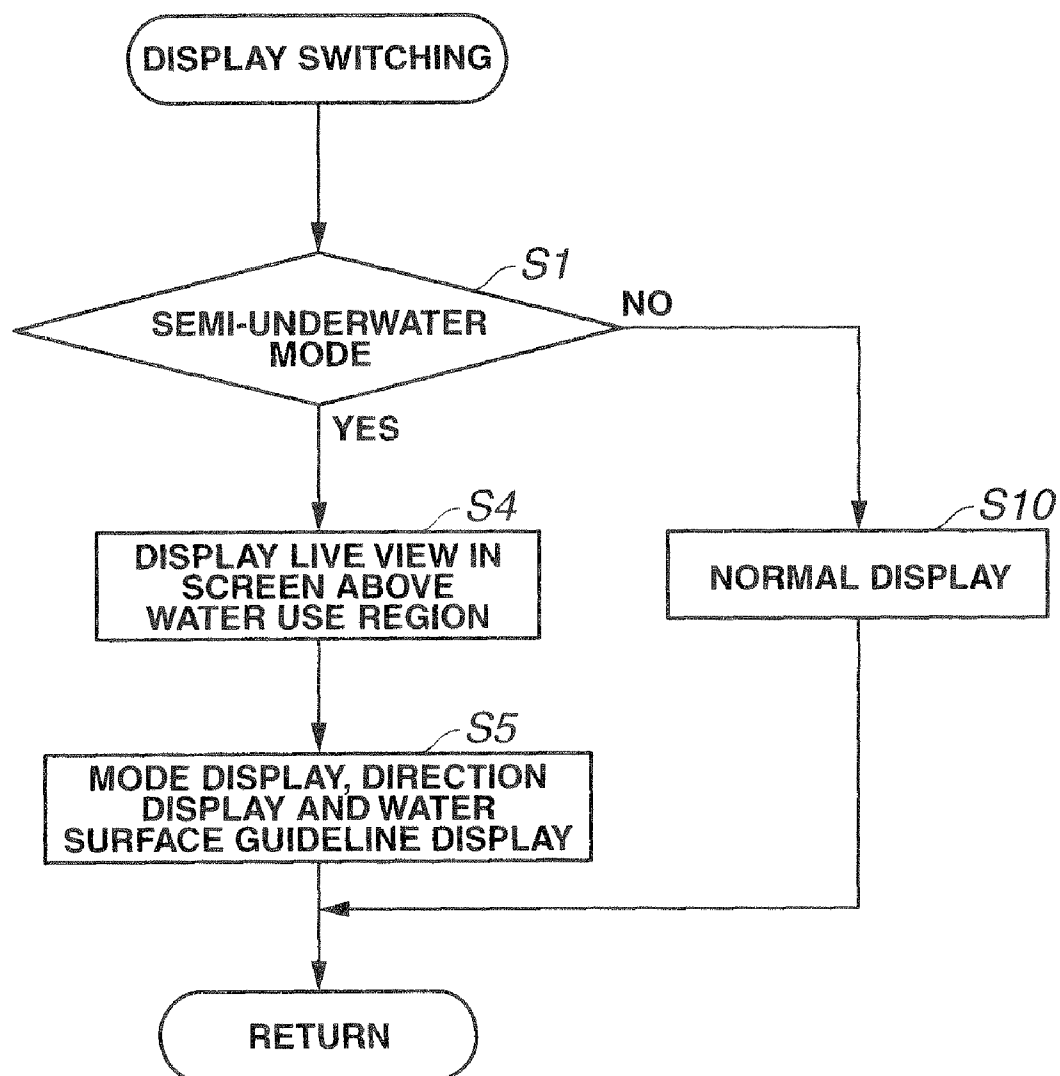 DISPLAY SWITCHING
S1
SEMI-UNDERWATER
MODE
NO
YES
S4
DISPLAY LIVE VIEW IN
SCREEN ABOVE
WATER USE REGION
S10
NORMAL DISPLAY
S5
MODE DISPLAY, DIRECTION
DISPLAY AND WATER
SURFACE GUIDELINE DISPLAY
RETURN